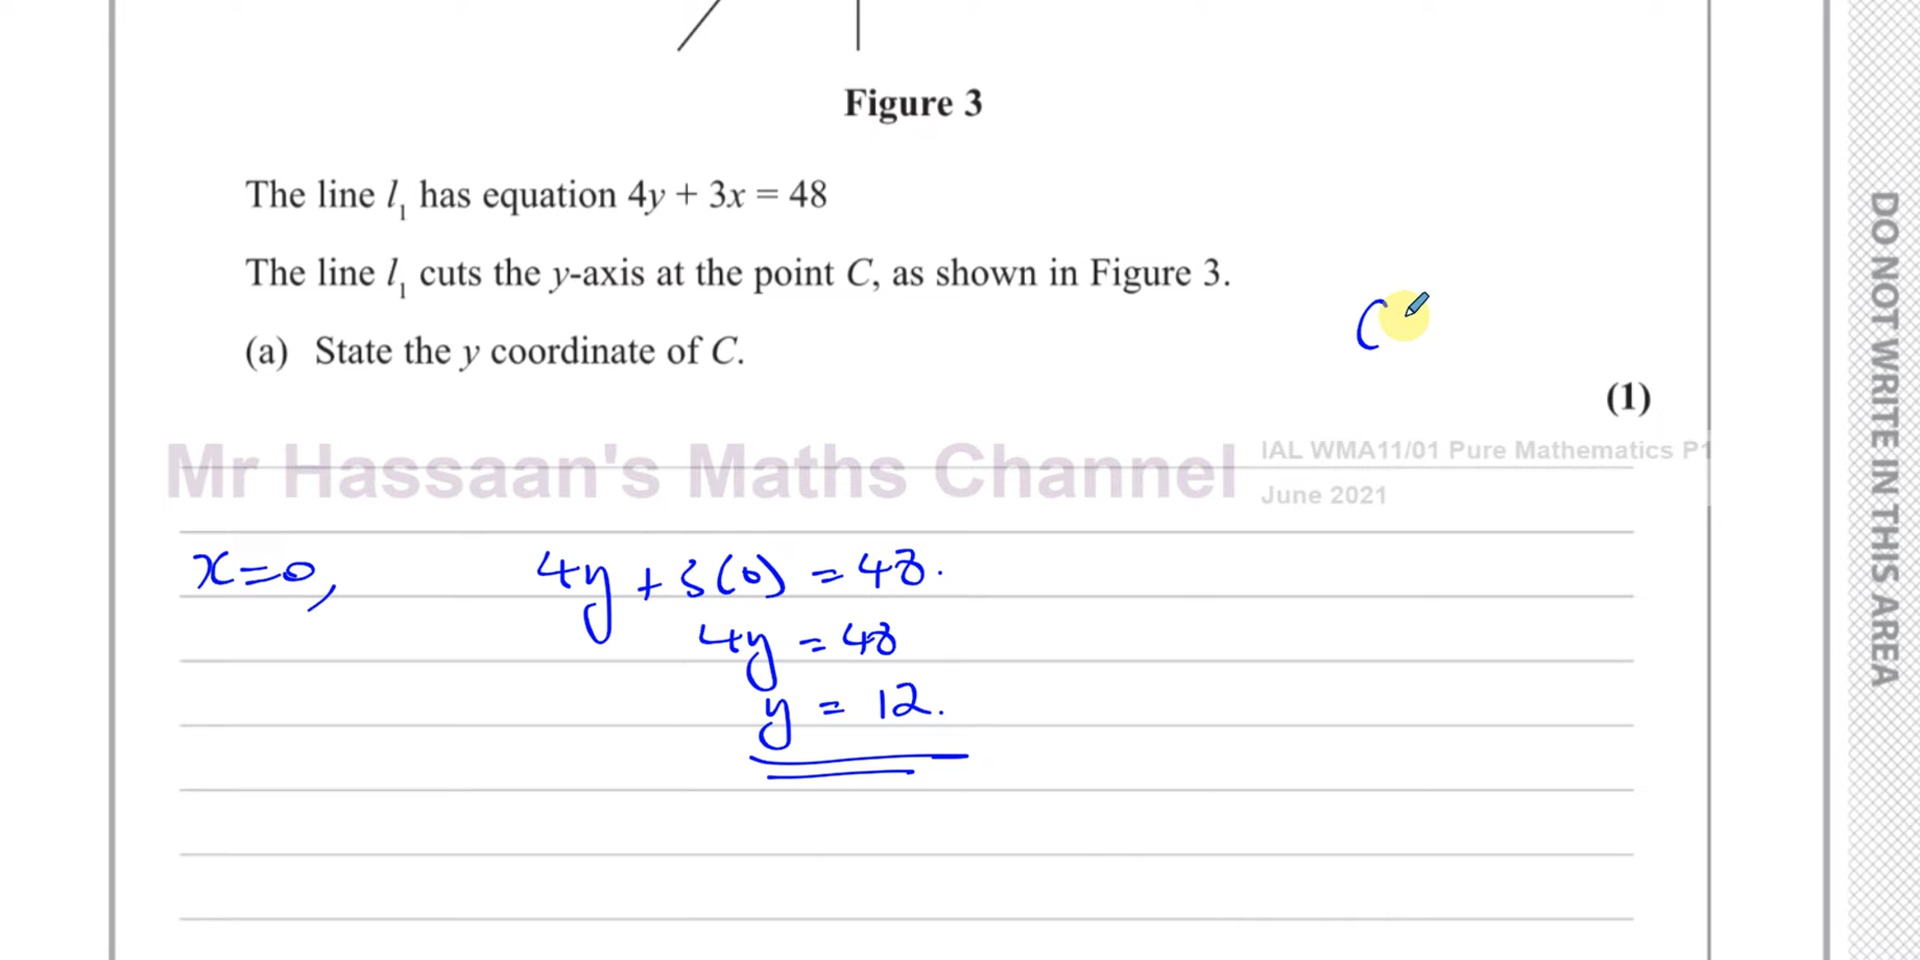 Figure 3
The line l₁ has equation 4y + 3x = 48
The line l₁ cuts the y-axis at the point C, as shown in Figure 3.
(
(a) State the y coordinate of C.
(1)
Mr Hassaan's Maths Channel
IAL WMA11/01 Pure Mathematics P1
June 2021
x=0, 4y + 3(0) = 48.
4y = 48
y = 12.
DO NOT WRITE IN THIS AREA